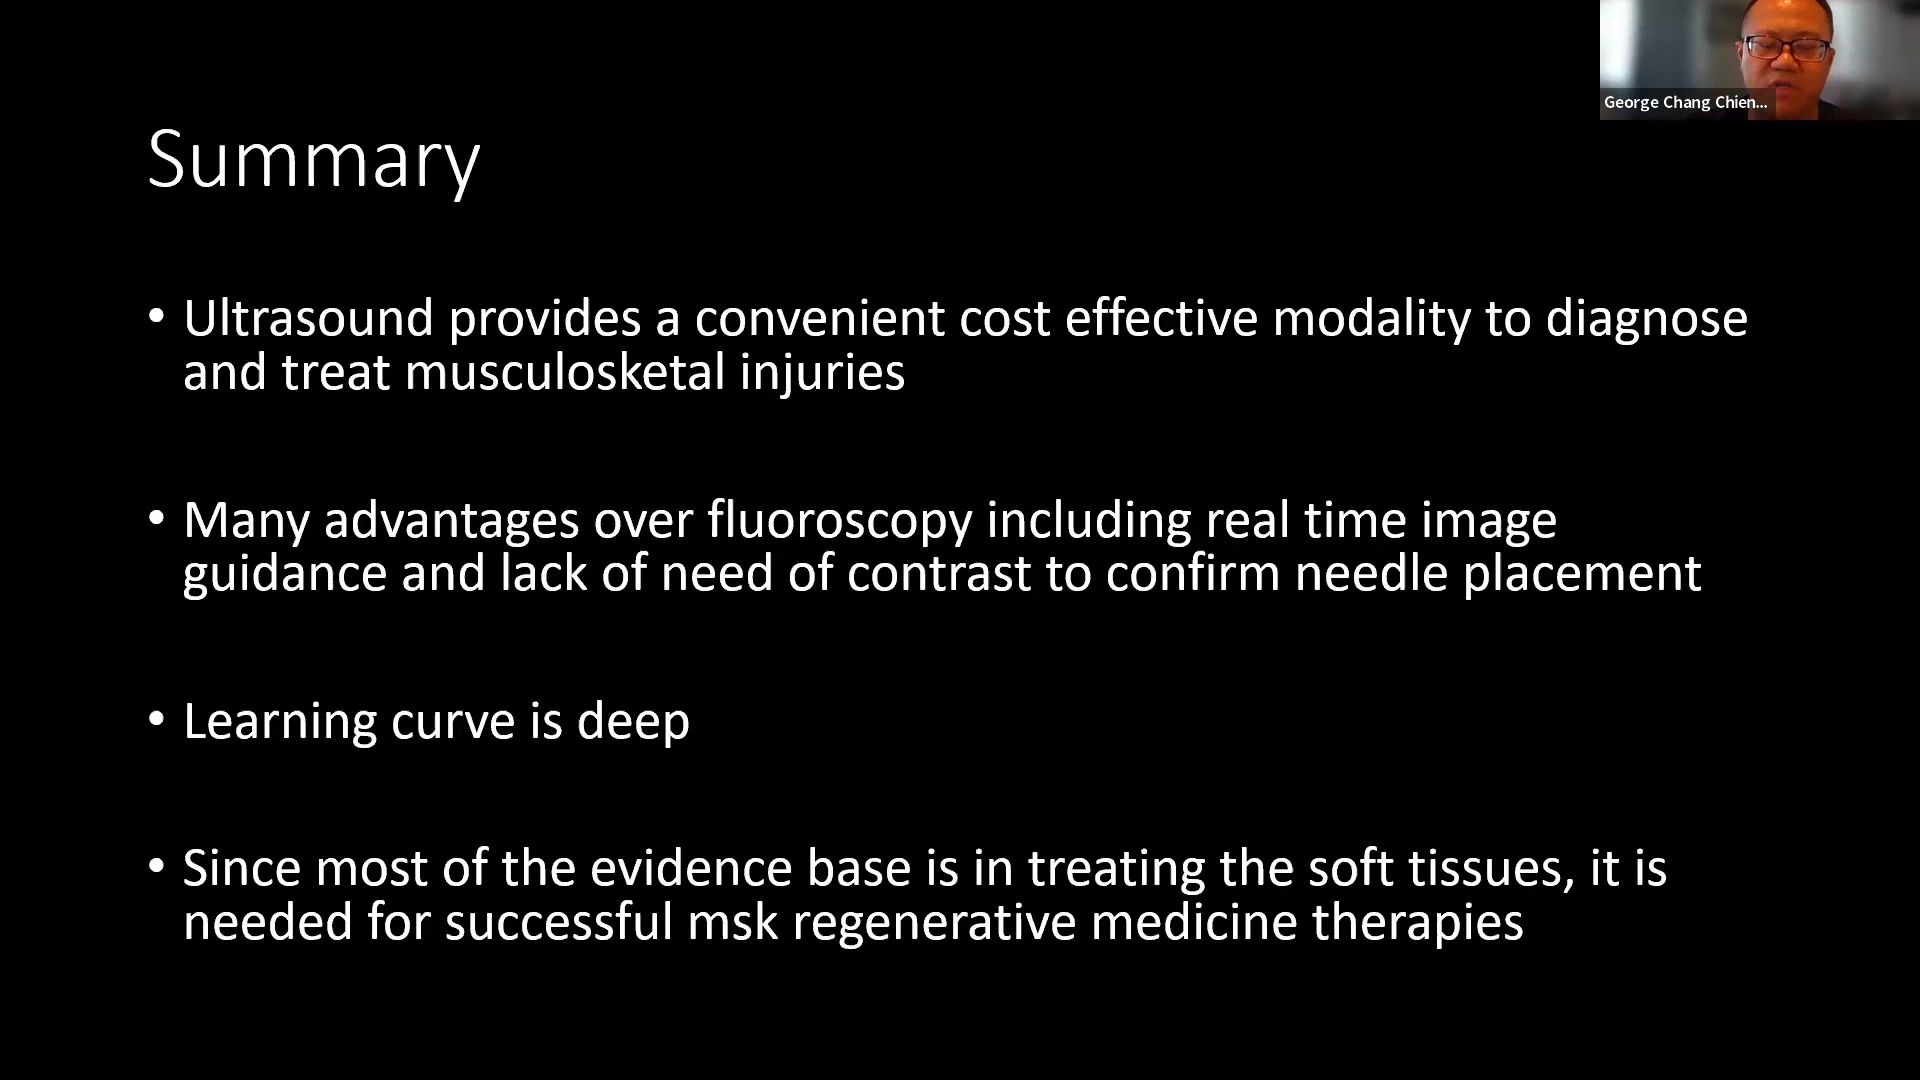 George Chang Chien...
Summary
• Ultrasound provides a convenient cost effective modality to diagnose
and treat musculosketal injuries
• Many advantages over fluoroscopy including real time image
guidance and lack of need of contrast to confirm needle placement
• Learning curve is deep
• Since most of the evidence base is in treating the soft tissues, it is
needed for successful msk regenerative medicine therapies